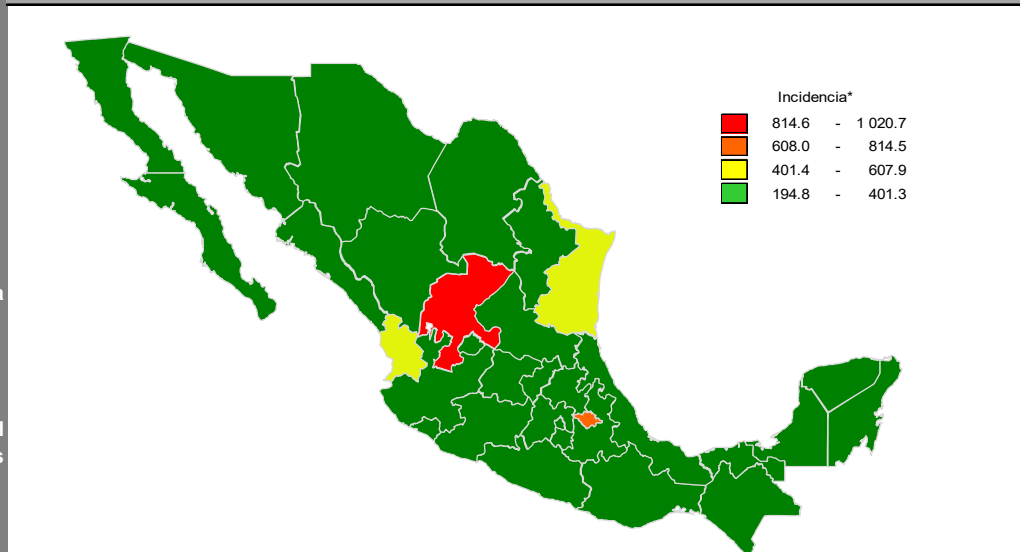 Incidencia*
814.6 - 1 020.7
608.0 - 814.5
401.4 - 607.9
194.8 - 401.3
a
l
s